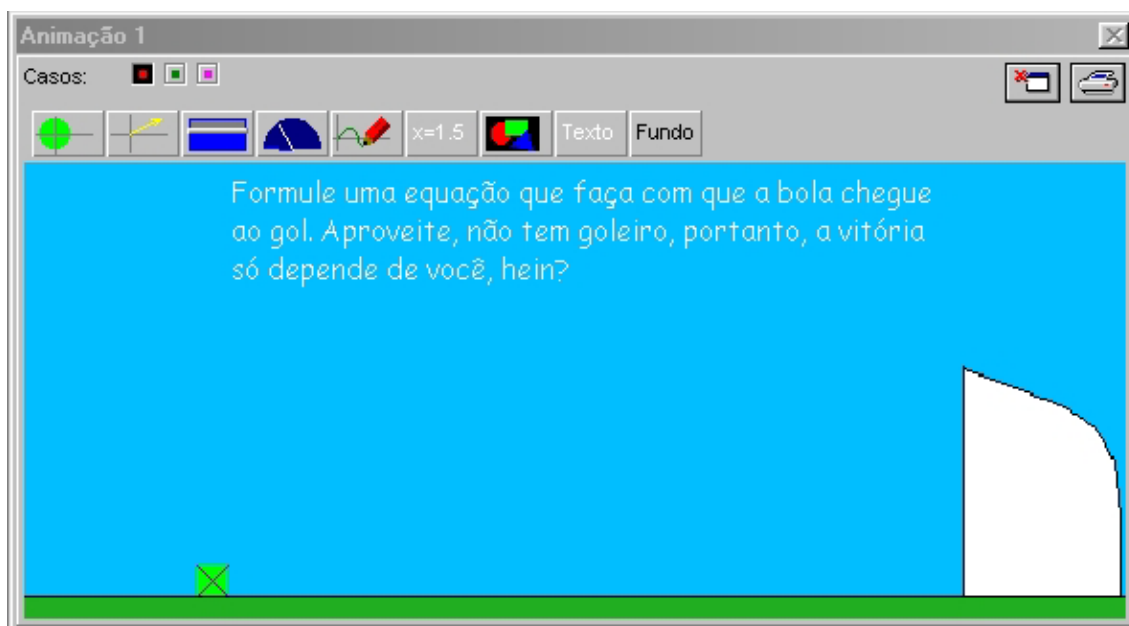 Animação 1
Casos:
x=1.5 Texto Fundo
Formule uma equação que faça com que a bola chegue
ao gol. Aproveite, não tem goleiro, portanto, a vitória
só depende de você, hein?